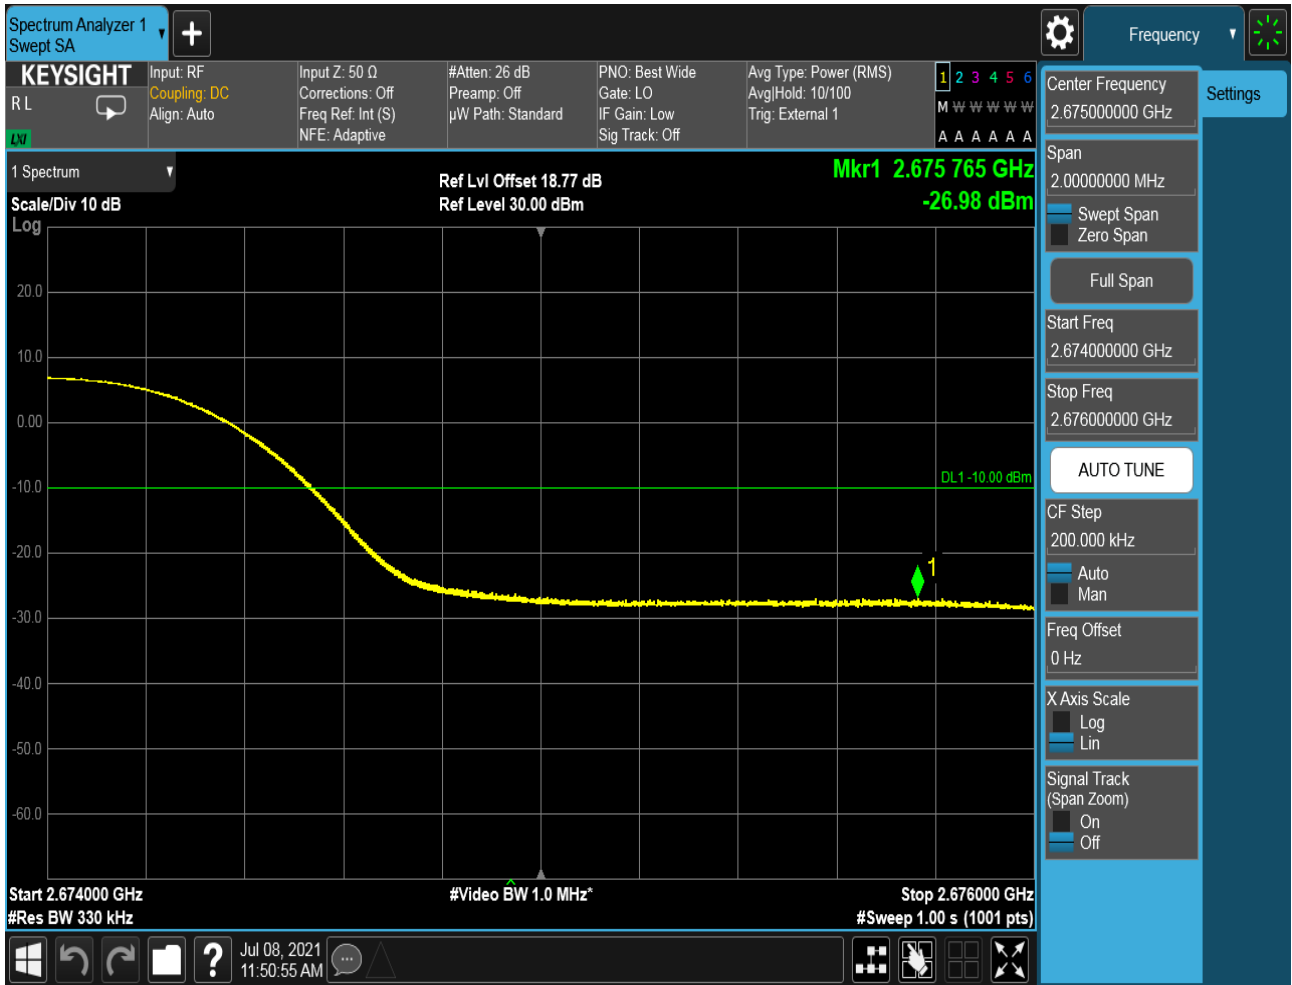 Spectrum Analyzer 1
Swept SA
Frequency
KEYSIGHT
R L
LXI
Input: RF
Coupling: DC
Align: Auto
Input Z: 50 Ω
Corrections: Off
Freq Ref: Int (S)
NFE: Adaptive
#Atten: 26 dB
Preamp: Off
µW Path: Standard
PNO: Best Wide
Gate: LO
IF Gain: Low
Sig Track: Off
Avg Type: Power (RMS)
Avg|Hold: 10/100
Trig: External 1
1 2 3 4 5 6
M W W W W W
A A A A A A
1 Spectrum
Scale/Div 10 dB
Log
Ref Lvl Offset 18.77 dB
Ref Level 30.00 dBm
Mkr1 2.675 765 GHz
-26.98 dBm
20.0
10.0
0.00
-10.0
-20.0
-30.0
-40.0
-50.0
-60.0
DL1 -10.00 dBm
1
Start 2.674000 GHz
#Res BW 330 kHz
#Video BW 1.0 MHz*
Stop 2.676000 GHz
#Sweep 1.00 s (1001 pts)
Jul 08, 2021
11:50:55 AM
Center Frequency
2.675000000 GHz
Settings
Span
2.00000000 MHz
Swept Span
Zero Span
Full Span
Start Freq
2.674000000 GHz
Stop Freq
2.676000000 GHz
AUTO TUNE
CF Step
200.000 kHz
Auto
Man
Freq Offset
0 Hz
X Axis Scale
Log
Lin
Signal Track
(Span Zoom)
On
Off